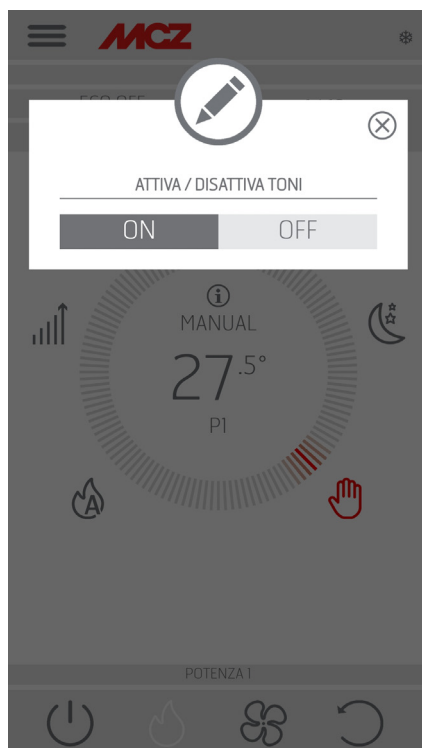 MCZ
ATTIVA / DISATTIVA TONI
ON OFF
MANUAL
27.5°
P1
A
POTENZA 1